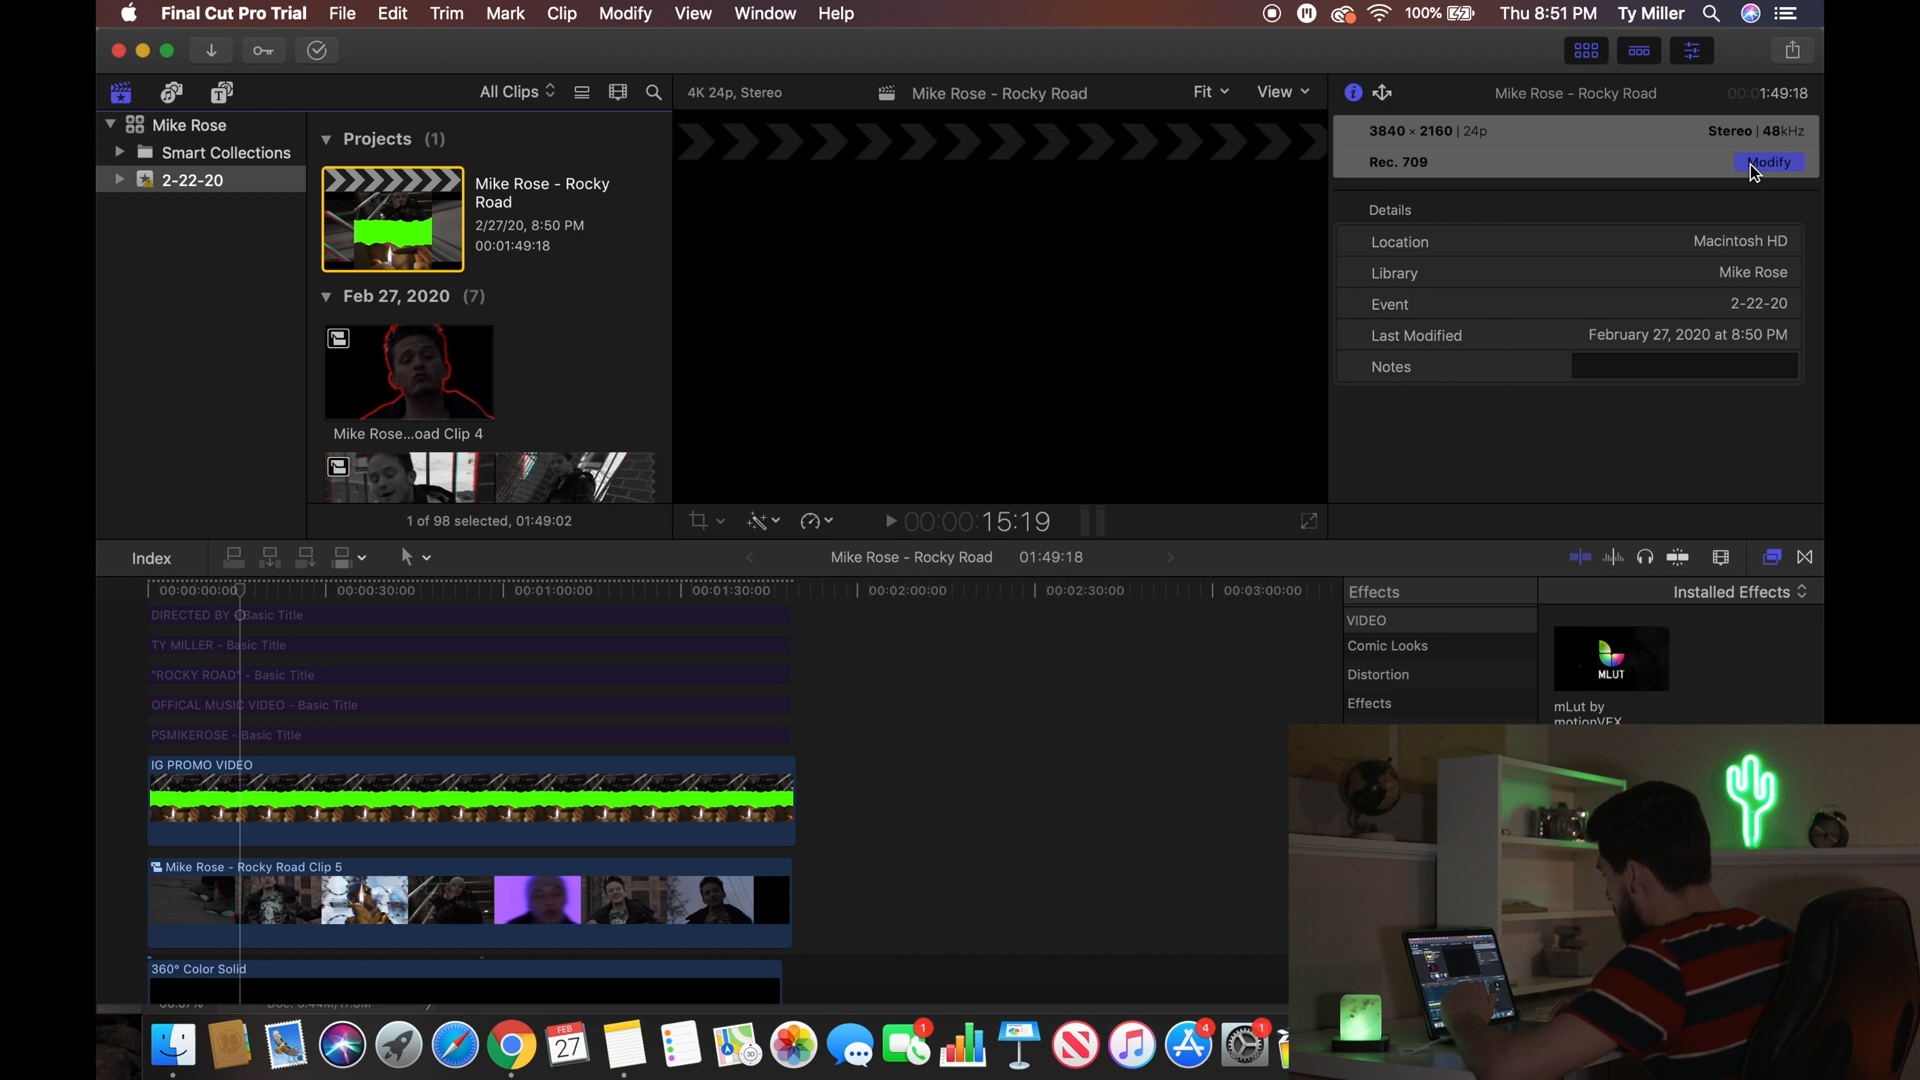 Final Cut Pro Trial File Edit Trim Mark Clip Modify View Window Help 100% Thu 8:51 PM Ty Miller
All Clips
4K 24p, Stereo Mike Rose - Rocky Road Fit View
Mike Rose - Rocky Road 00:01:49:18
Mike Rose
Smart Collections
2-22-20
Projects (1)
Mike Rose - Rocky
Road
2/27/20, 8:50 PM
00:01:49:18
Feb 27, 2020 (7)
Mike Rose...oad Clip 4
1 of 98 selected, 01:49:02
3840 × 2160 | 24p Stereo | 48kHz
Rec. 709 Modify
Details
Location Macintosh HD
Library Mike Rose
Event 2-22-20
Last Modified February 27, 2020 at 8:50 PM
Notes
00:00:15:19
Index Mike Rose - Rocky Road 01:49:18
00:00:00:00 00:00:30:00 00:01:00:00 00:01:30:00 00:02:00:00 00:02:30:00 00:03:00:00
DIRECTED BY - Basic Title
TY MILLER - Basic Title
"ROCKY ROAD" - Basic Title
OFFICAL MUSIC VIDEO - Basic Title
PSMIKEROSE - Basic Title
IG PROMO VIDEO
Mike Rose - Rocky Road Clip 5
360° Color Solid
Effects Installed Effects
VIDEO
Comic Looks
Distortion
Effects
MLUT
mLut by
motionVFX
FEB
27
1
4
1